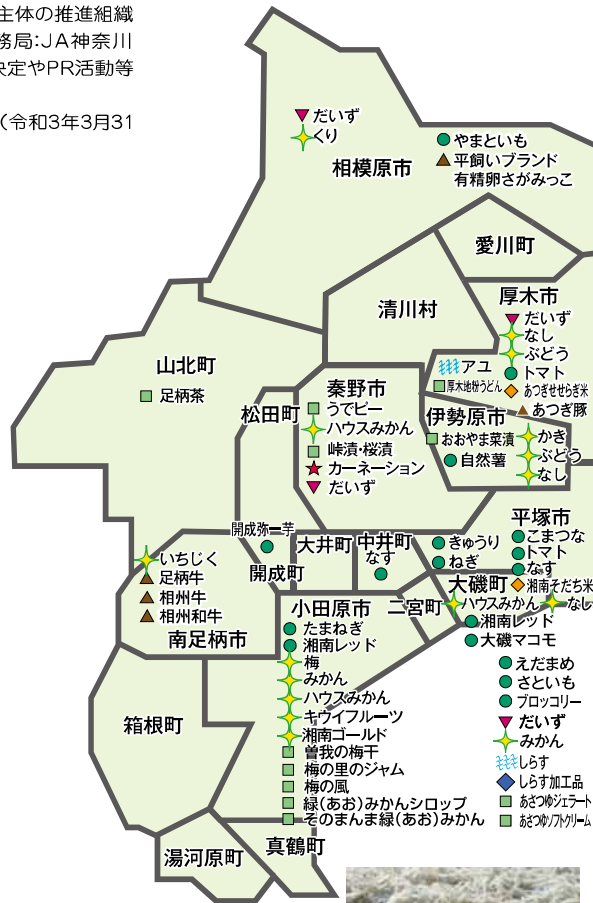 主体の推進組織
務局:JA神奈川
決定やPR活動等
(令和3年3月31
だいず
くり
相模原市
やまといも
平飼いブランド
有精卵さがみっこ
愛川町
清川村
厚木市
だいず
なし
ぶどう
トマト
あつぎせせらぎ米
あつぎ豚
アユ
厚木地粉うどん
山北町
足柄茶
松田町
秦野市
うでピー
ハウスみかん
峠漬・桜漬
カーネーション
だいず
伊勢原市
おおやま菜漬
自然薯
かき
ぶどう
なし
平塚市
こまつな
トマト
なす
湘南そだち米
なし
きゅうり
ねぎ
開成弥一芋
開成町
大井町
中井町
なす
いちじく
足柄牛
相州牛
相州和牛
南足柄市
小田原市
たまねぎ
湘南レッド
梅
みかん
ハウスみかん
キウイフルーツ
湘南ゴールド
曽我の梅干
梅の里のジャム
梅の風
緑(あお)みかんシロップ
そのまんま緑(あお)みかん
二宮町
大磯町
ハウスみかん
湘南レッド
大磯マコモ
えだまめ
さといも
ブロッコリー
だいず
みかん
しらす
しらす加工品
あさつゆジェラート
あさつゆソフトクリーム
箱根町
湯河原町
真鶴町